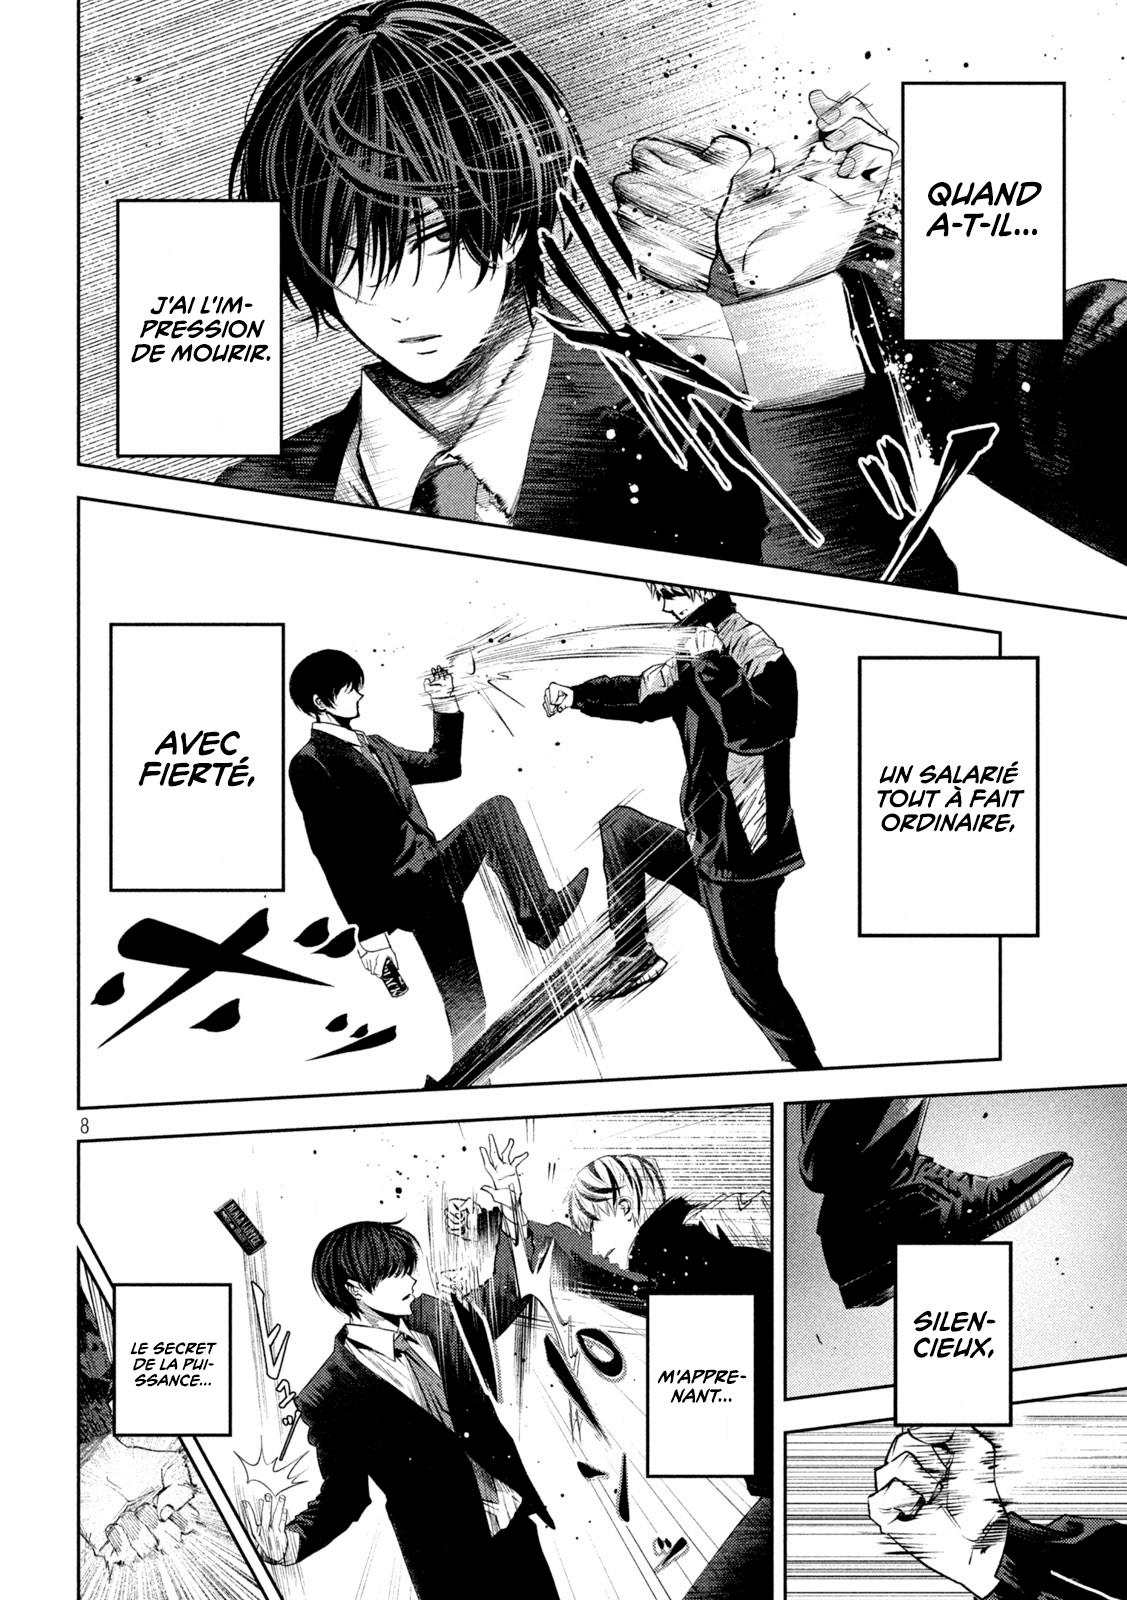 QUAND
A-T-IL...
J'AI L'IM-
PRESSION
DE MOURIR.
UN SALARIÉ
TOUT À FAIT
ORDINAIRE,
AVEC
FIERTÉ,
8
SILEN-
CIEUX,
M'APPRE-
NANT...
LE SECRET
DE LA PUI-
SSANCE...